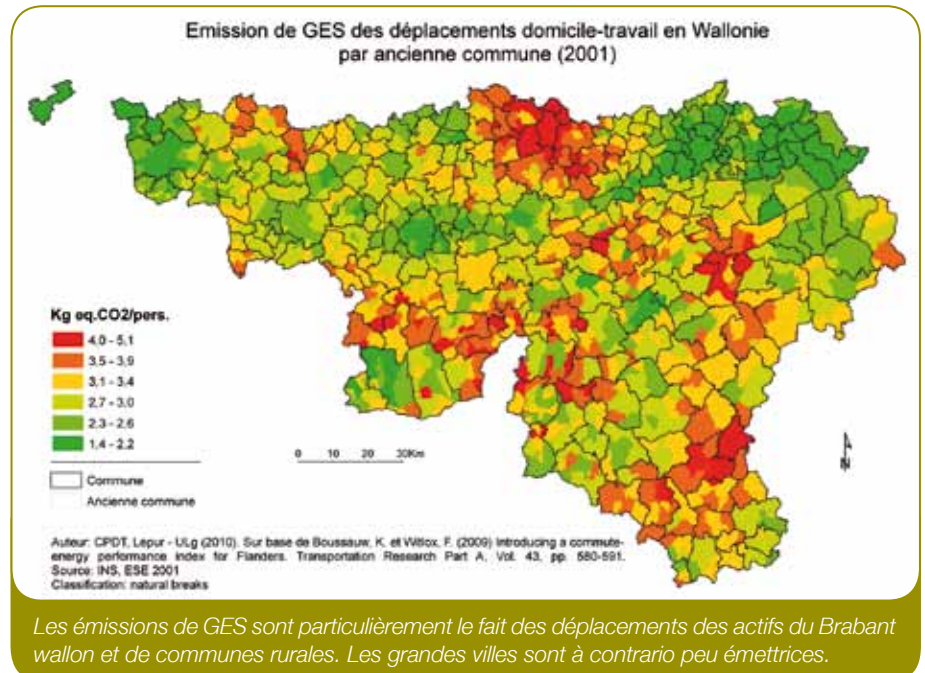 Emission de GES des déplacements domicile-travail en Wallonie
par ancienne commune (2001)
Kg eq.CO2/pers.
4,0 - 5,1
3,5 - 3,9
3,1 - 3,4
2,7 - 3,0
2,3 - 2,6
1,4 - 2,2
0 10 20 30Km
N
Commune
Ancienne commune
Auteur: CPDT, Lepur - ULg (2010). Sur base de Boussauw, K. et Witlox, F. (2009) Introducing a commute-
energy performance index for Flanders. Transportation Research Part A, Vol. 43, pp. 580-591.
Source: INS, ESE 2001
Classification: natural breaks
Les émissions de GES sont particulièrement le fait des déplacements des actifs du Brabant
wallon et de communes rurales. Les grandes villes sont à contrario peu émettrices.